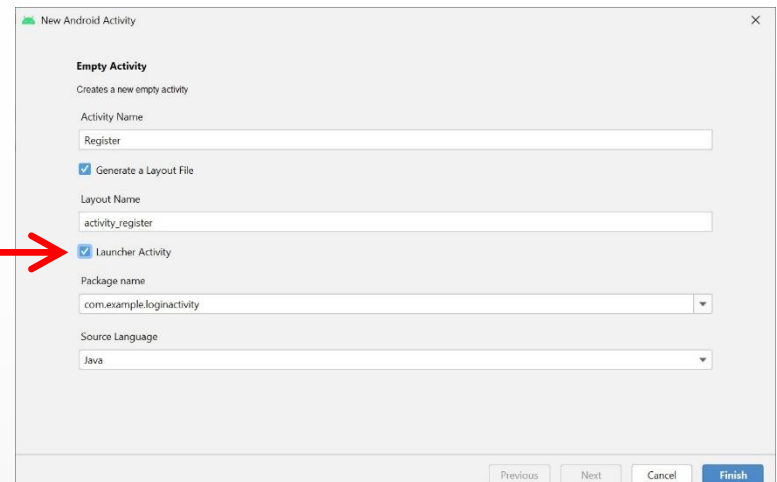 New Android Activity
Empty Activity
Creates a new empty activity
Activity Name
Register
Generate a Layout File
Layout Name
activity_register
Launcher Activity
Package name
com.example.loginactivity
Source Language
Java
Previous Next Cancel Finish